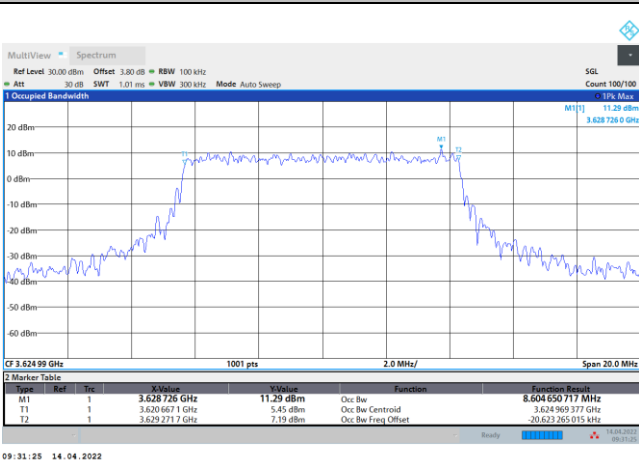 MultiView Spectrum
Ref Level 30.00 dBm Offset 3.80 dB RBW 100 kHz SGL
Att 30 dB SWT 1.01 ms VBW 300 kHz Mode Auto Sweep Count 100/100
1 Occupied Bandwidth 1Pk Max
M1[1] 11.29 dBm
3.628 726 0 GHz
M1
20 dBm
T1 T2
10 dBm
0 dBm
-10 dBm
-20 dBm
-30 dBm
-40 dBm
-50 dBm
-60 dBm
CF 3.624 99 GHz 1001 pts 2.0 MHz/ Span 20.0 MHz
2 Marker Table
Type Ref Trc X-Value Y-Value Function Function Result
M1 1 3.628 726 GHz 11.29 dBm Occ Bw 8.604 650 717 MHz
T1 1 3.620 667 1 GHz 5.45 dBm Occ Bw Centroid 3.624 969 377 GHz
T2 1 3.629 271 7 GHz 7.19 dBm Occ Bw Freq Offset -20.623 265 015 kHz
Ready 14.04.2022
09:31:25
09:31:25 14.04.2022